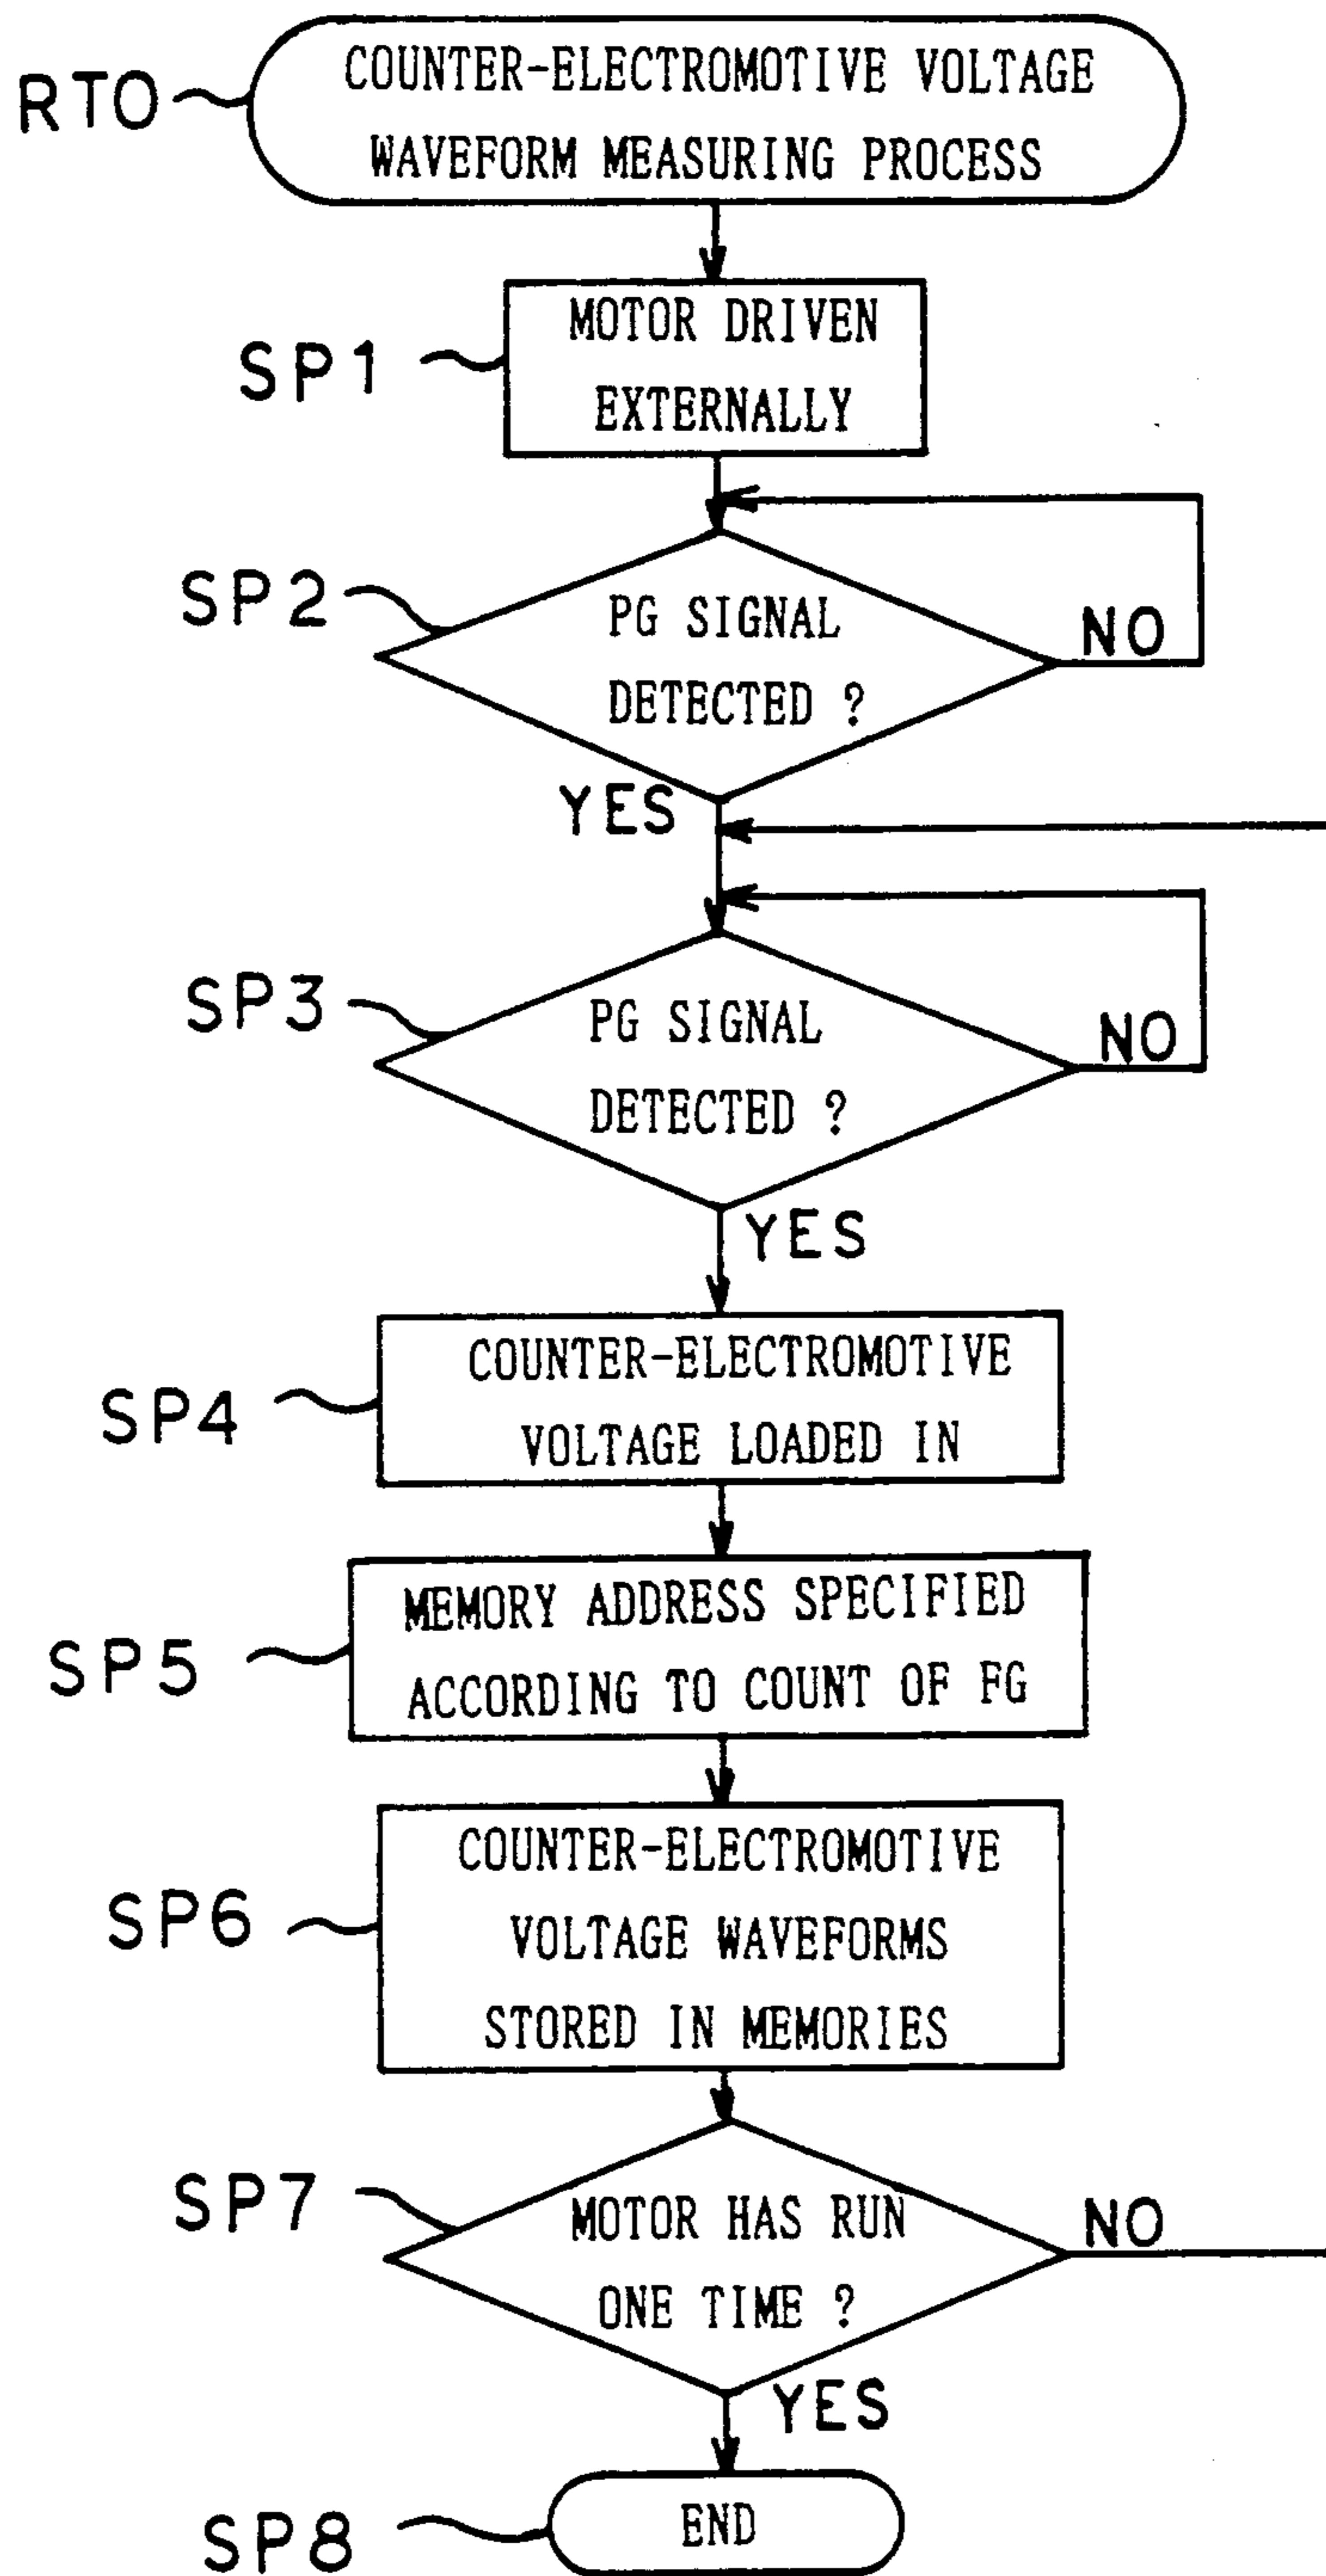 RT0
COUNTER-ELECTROMOTIVE VOLTAGE
WAVEFORM MEASURING PROCESS
SP1
MOTOR DRIVEN
EXTERNALLY
SP2
PG SIGNAL
DETECTED ?
NO
YES
SP3
PG SIGNAL
DETECTED ?
NO
YES
SP4
COUNTER-ELECTROMOTIVE
VOLTAGE LOADED IN
SP5
MEMORY ADDRESS SPECIFIED
ACCORDING TO COUNT OF FG
SP6
COUNTER-ELECTROMOTIVE
VOLTAGE WAVEFORMS
STORED IN MEMORIES
SP7
MOTOR HAS RUN
ONE TIME ?
NO
YES
SP8
END